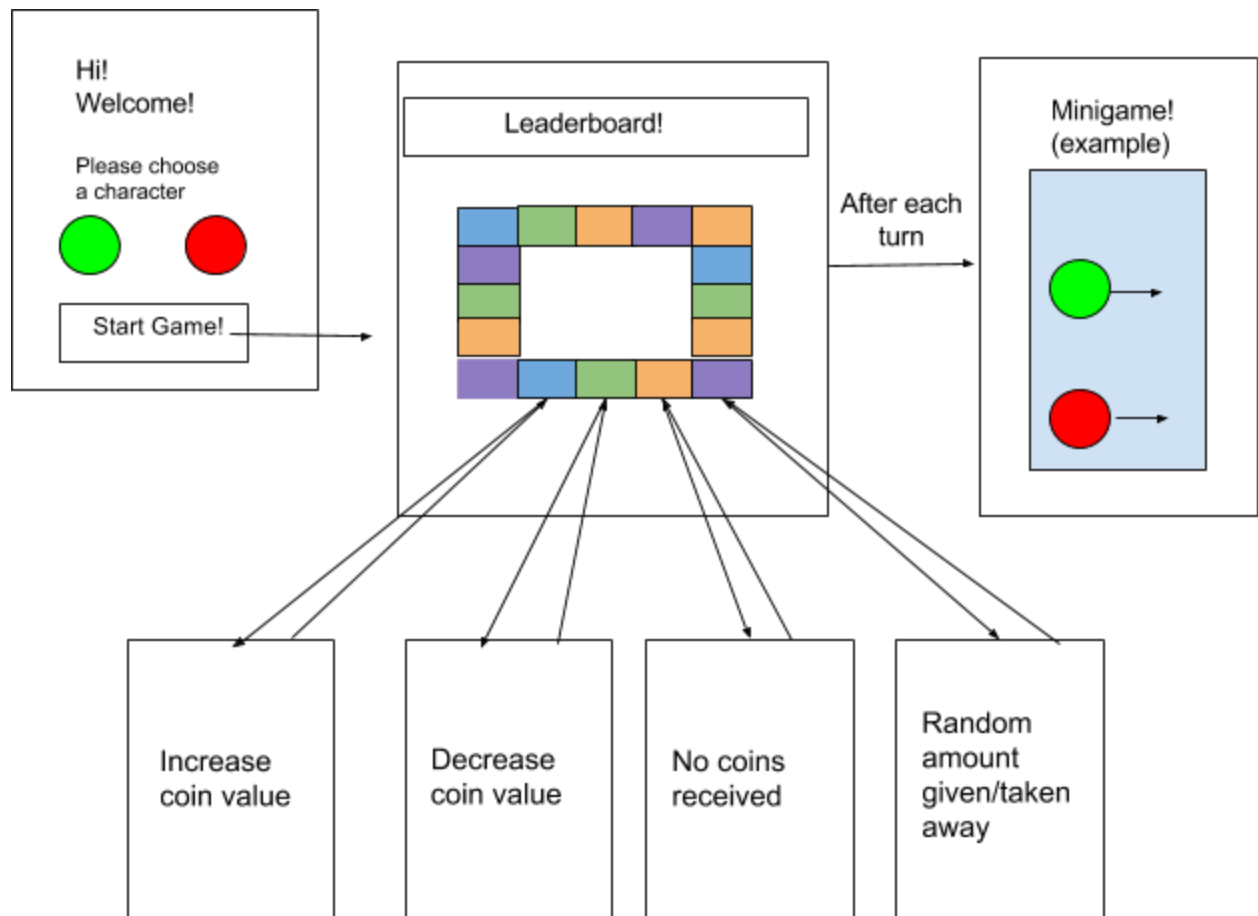 Hi!
Welcome!
Please choose
a character
Start Game!
Leaderboard!
After each
turn
Minigame!
(example)
Increase
coin value
Decrease
coin value
No coins
received
Random
amount
given/taken
away